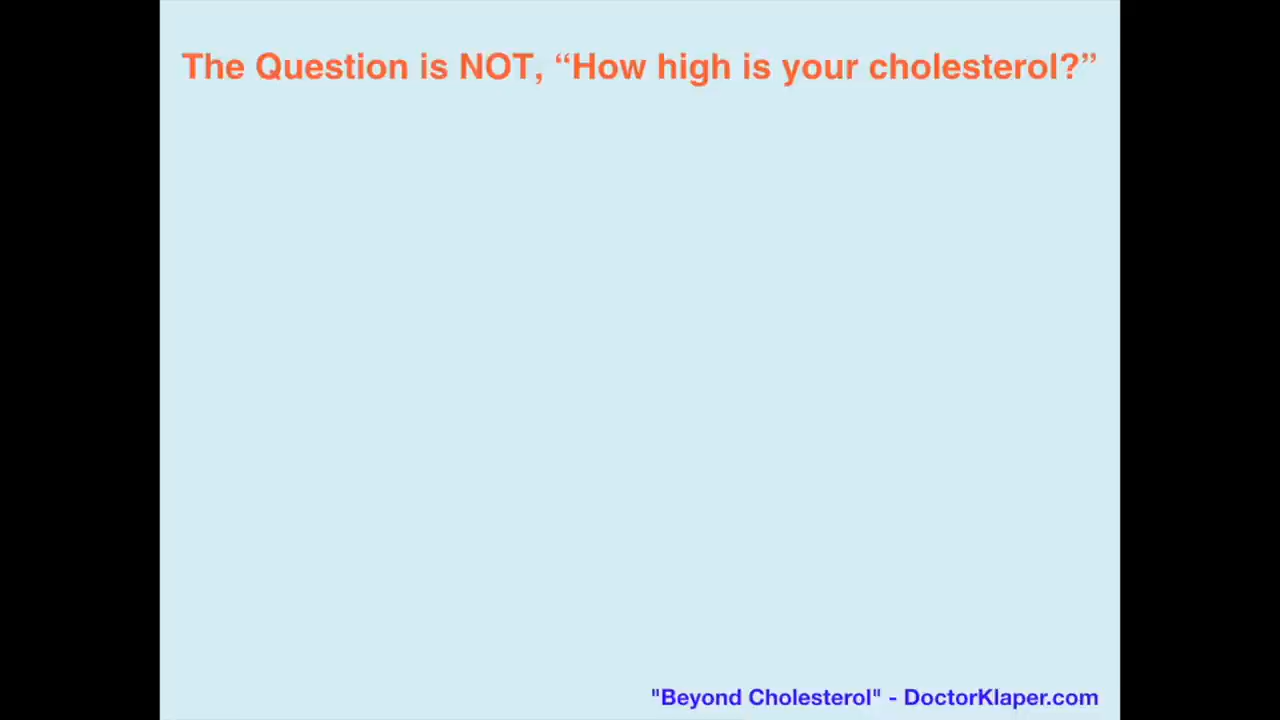 The Question is NOT, “How high is your cholesterol?”
"Beyond Cholesterol" - DoctorKlaper.com